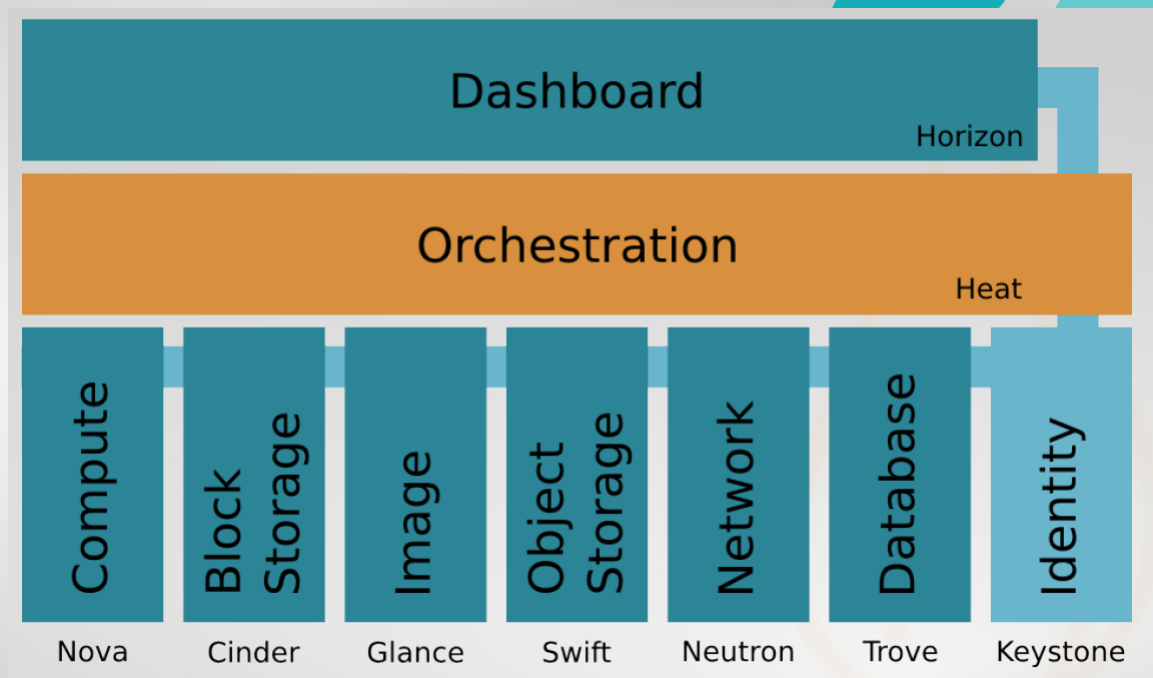 Dashboard
Horizon
Orchestration
Heat
Compute
Block
Storage
Image
Object
Storage
Network
Database
Identity
Nova
Cinder
Glance
Swift
Neutron
Trove
Keystone